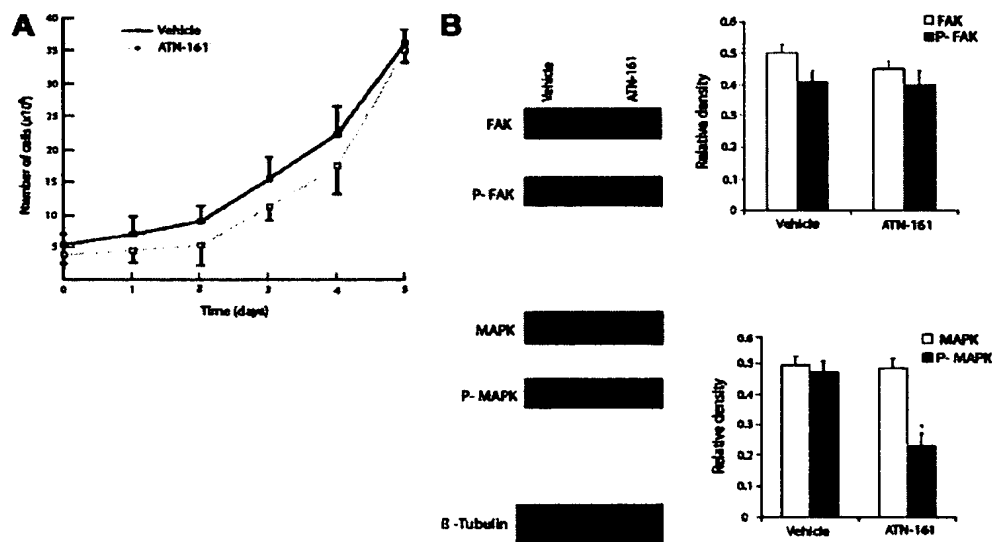 A
Vehicle
ATN-161
Number of cells (x10
40
35
30
25
20
15
10
5
0 1 2 3 4 5
Time (days)
B
Vehicle
ATN-161
FAK
P- FAK
MAPK
P- MAPK
ß -Tubulin
FAK
P- FAK
Relative density
0.6
0.5
0.4
0.3
0.2
0.1
0
Vehicle ATN-161
MAPK
P- MAPK
Relative density
0.6
0.5
0.4
0.3
0.2
0.1
0
*
Vehicle ATN-161